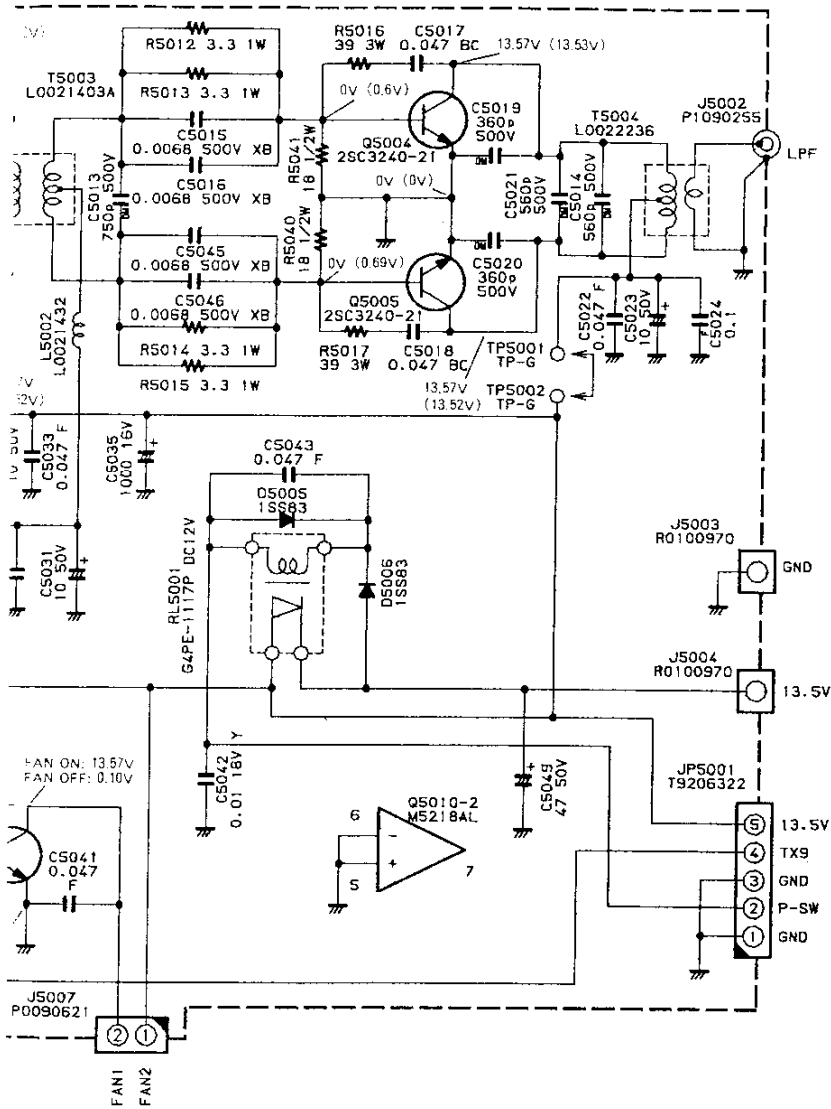 0V)
R5012 3.3 1W
R5013 3.3 1W
T5003
L0021403A
C5015
0.0068 500V XB
C5016
0.0068 500V XB
C5013
750p 500V
DM
C5045
0.0068 500V XB
C5046
0.0068 500V XB
R5014 3.3 1W
R5015 3.3 1W
L5002
L0021432
R5016
39 3W
C5017
0.047 BC
13.57V (13.53V)
0V (0.6V)
R5041
18 1/2W
R5040
18 1/2W
Q5004
2SC3240-21
0V (0V)
C5019
360p
500V
DM
C5020
360p
500V
DM
0V (0.69V)
Q5005
2SC3240-21
R5017
39 3W
C5018
0.047 BC
13.57V
(13.52V)
C5021
560p
500V
DM
C5014
560p 500V
T5004
L0022236
J5002
P1090255
LPF
C5022
0.047 F
C5023
10 50V
+
C5024
0.1
TP5001
TP-G
TP5002
TP-G
10 50V
C5033
0.047 F
C5035
1000 16V
+
C5031
10 50V
+
C5043
0.047 F
D5005
1SS83
RL5001
G4PE-1117P DC12V
D5006
1SS83
J5003
R0100970
GND
J5004
R0100970
13.5V
FAN ON: 13.57V
FAN OFF: 0.10V
C5042
0.01 18V Y
C5049
47 50V
+
Q5010-2
M5218AL
6
-
+
5
7
C5041
0.047
F
JP5001
T9206322
5 13.5V
4 TX9
3 GND
2 P-SW
1 GND
J5007
P0090621
2 1
FAN1
FAN2